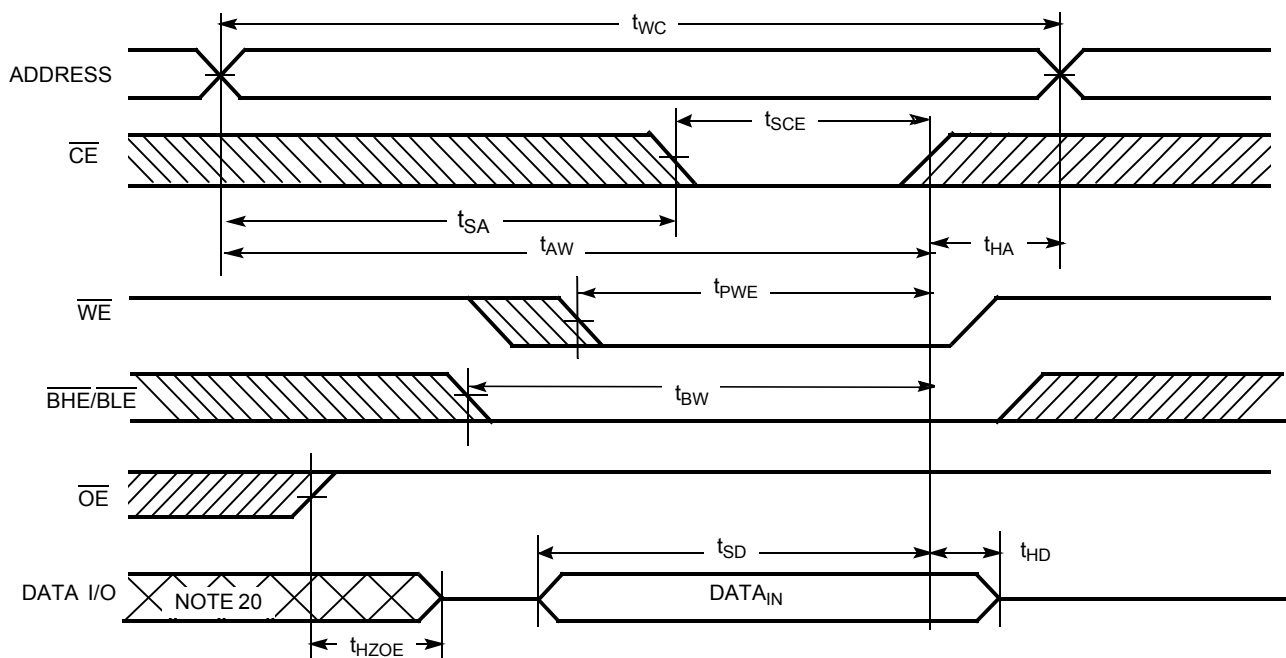 tWC
ADDRESS
tSCE
CE
tSA
tAW
tHA
tPWE
WE
tBW
BHE/BLE
OE
tSD
tHD
DATA I/O
NOTE 20
DATAIN
tHZOE